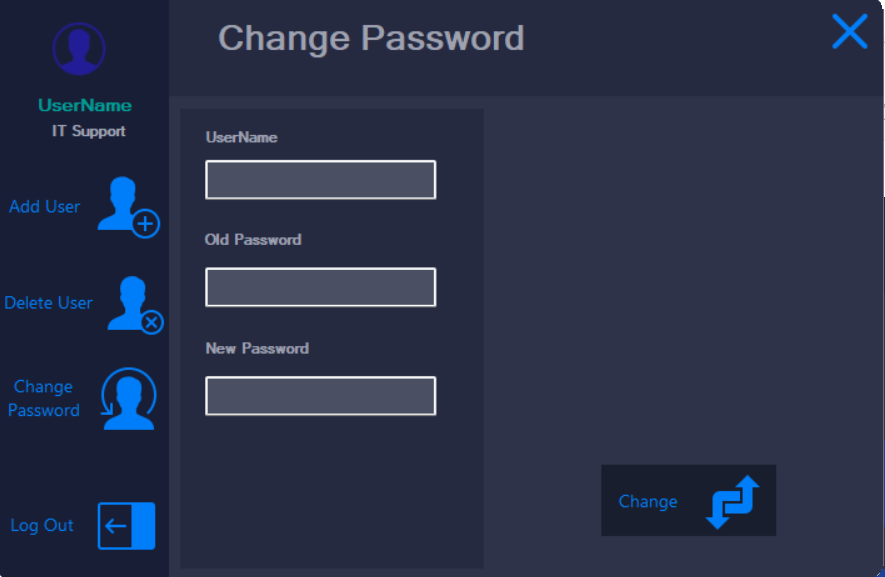 Change Password
UserName
IT Support
Add User
Delete User
Change
Password
Log Out
UserName
Old Password
New Password
Change